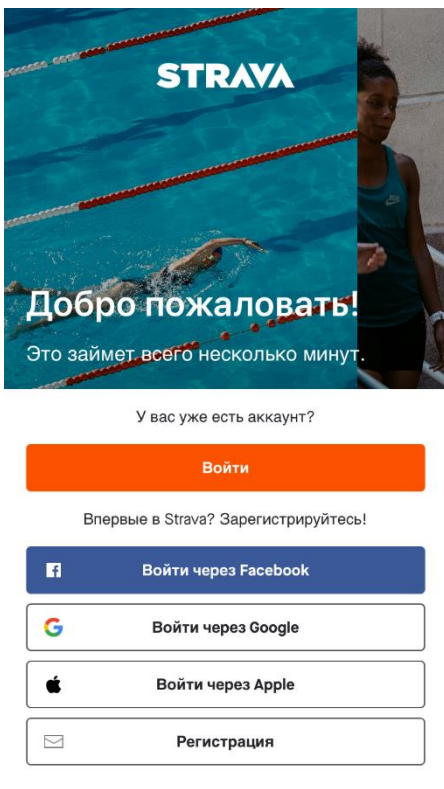 STRAVA
Добро пожаловать!
Это займет всего несколько минут.
У вас уже есть аккаунт?
Войти
Впервые в Strava? Зарегистрируйтесь!
Войти через Facebook
Войти через Google
Войти через Apple
Регистрация